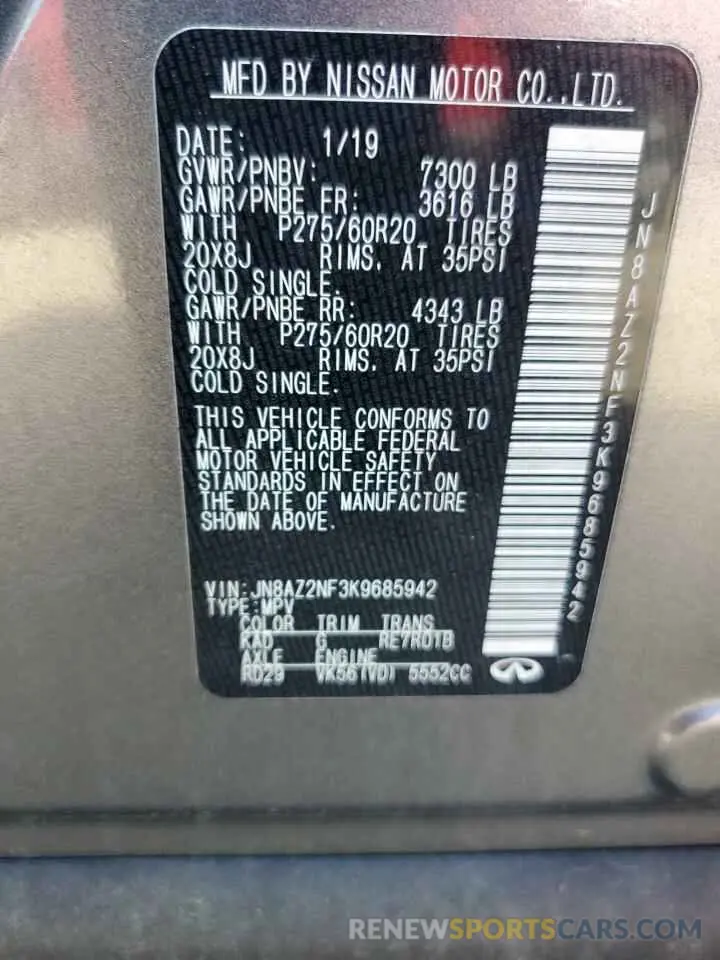 MFD BY NISSAN MOTOR CO.,LTD.
DATE: 1/19
GVWR/PNBV: 7300 LB
GAWR/PNBE FR: 3616 LB
WITH P275/60R20 TIRES
20X8J RIMS. AT 35PSI
COLD SINGLE.
GAWR/PNBE RR: 4343 LB
WITH P275/60R20 TIRES
20X8J RIMS. AT 35PSI
COLD SINGLE.
THIS VEHICLE CONFORMS TO
ALL APPLICABLE FEDERAL
MOTOR VEHICLE SAFETY
STANDARDS IN EFFECT ON
THE DATE OF MANUFACTURE
SHOWN ABOVE.
VIN:JN8AZ2NF3K9685942
TYPE:MPV
COLOR TRIM TRANS
KAD G RE7R01B
AXLE ENGINE
RD29 VK56(VD) 5552CC
JN8AZ2NF3K9685942
RENEWSPORTSCARS.COM